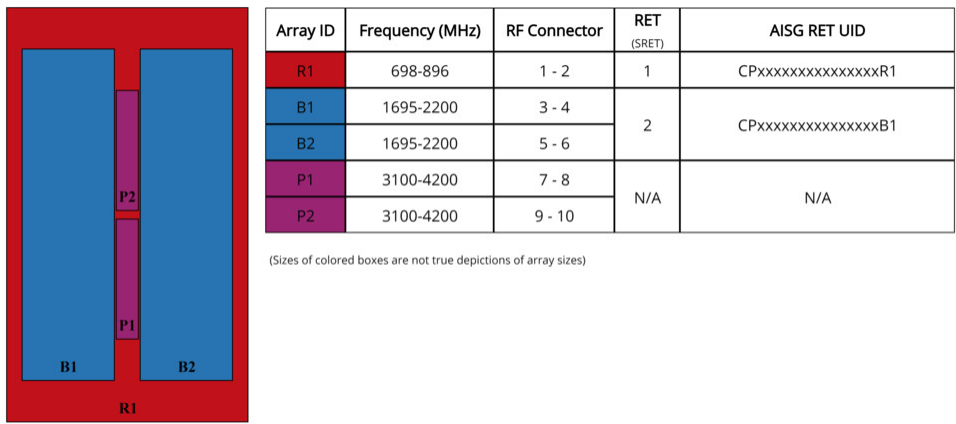 P2
P1
B1 B2
R1
Array ID Frequency (MHz) RF Connector RET (SRET) AISG RET UID
R1 698-896 1 - 2 1 CPxxxxxxxxxxxxxxxR1
B1 1695-2200 3 - 4 2 CPxxxxxxxxxxxxxxxB1
B2 1695-2200 5 - 6
P1 3100-4200 7 - 8 N/A N/A
P2 3100-4200 9 - 10
(Sizes of colored boxes are not true depictions of array sizes)